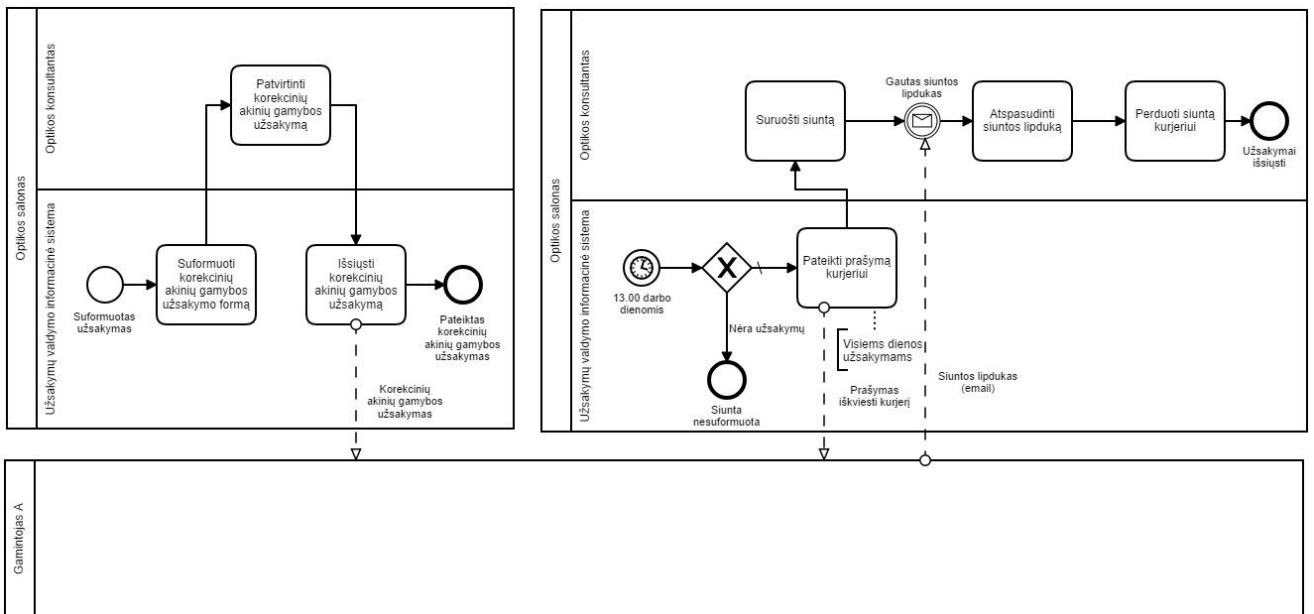 Optikos salonas
Optikos konsultantas
Patvirtinti
korekcinių
akinių gamybos
užsakymą
Užsakymų valdymo informacinė sistema
Suformuotas
užsakymas
Suformuoti
korekcinių
akinių gamybos
užsakymo formą
Išsiųsti
korekcinių
akinių gamybos
užsakymą
Pateiktas
korekcinių
akinių gamybos
užsakymas
Korekcinių
akinių gamybos
užsakymas
Optikos salonas
Optikos konsultantas
Suruošti siuntą
Gautas siuntos
lipdukas
Atspasudinti
siuntos lipduką
Perduoti siuntą
kurjeriui
Užsakymai
išsiųsti
Užsakymų valdymo informacinė sistema
13.00 darbo
dienomis
Nėra užsakymų
Siunta
nesuformuota
Pateikti prašymą
kurjeriui
Visiems dienos
užsakymams
Prašymas
iškviesti kurjerį
Siuntos lipdukas
(email)
Gamintojas A